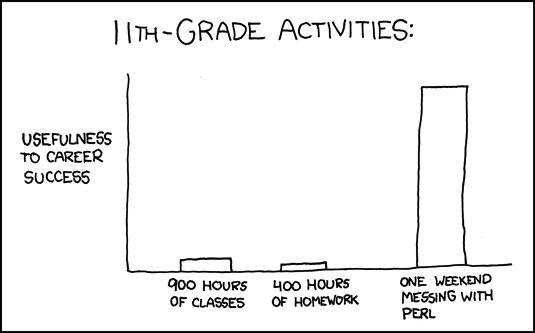 11TH-GRADE ACTIVITIES:
USEFULNESS
TO CAREER
SUCCESS
900 HOURS
OF CLASSES
400 HOURS
OF HOMEWORK
ONE WEEKEND
MESSING WITH
PERL